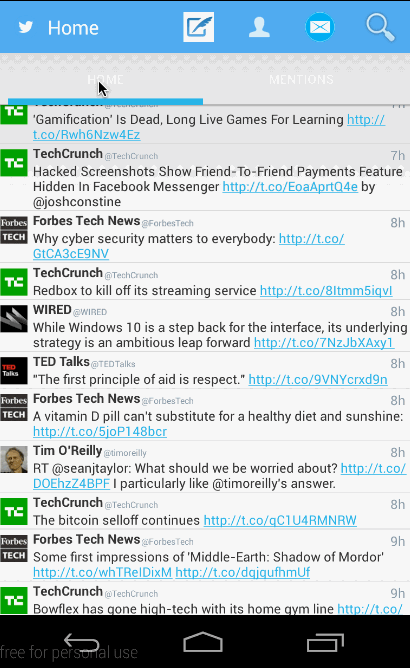 Home
HOME MENTIONS
TechCrunch @TechCrunch 7h
'Gamification' Is Dead, Long Live Games For Learning http://
t.co/Rwh6Nzw4Ez
TechCrunch @TechCrunch 7h
Hacked Screenshots Show Friend-To-Friend Payments Feature
Hidden In Facebook Messenger http://t.co/EoaAprtQ4e by
@joshconstine
Forbes TECH
Forbes Tech News @ForbesTech 8h
Why cyber security matters to everybody: http://t.co/
GtCA3cE9NV
TechCrunch @TechCrunch 8h
Redbox to kill off its streaming service http://t.co/8Itmm5iqvI
WIRED @WIRED 8h
While Windows 10 is a step back for the interface, its underlying
strategy is an ambitious leap forward http://t.co/7NzJbXAxy1
TED Talks
TED Talks @TEDTalks 8h
"The first principle of aid is respect." http://t.co/9VNYcrxd9n
Forbes TECH
Forbes Tech News @ForbesTech 8h
A vitamin D pill can't substitute for a healthy diet and sunshine:
http://t.co/5joP148bcr
Tim O'Reilly @timoreilly 8h
RT @seanjtaylor: What should we be worried about? http://t.co/
DOEhzZ4BPF I particularly like @timoreilly's answer.
TechCrunch @TechCrunch 8h
The bitcoin selloff continues http://t.co/qC1U4RMNRW
Forbes TECH
Forbes Tech News @ForbesTech 9h
Some first impressions of 'Middle-Earth: Shadow of Mordor'
http://t.co/whTRelDixM http://t.co/dqjqufhmUf
TechCrunch @TechCrunch 9h
Bowflex has gone high-tech with its home gym line http://t.co/
free for personal use